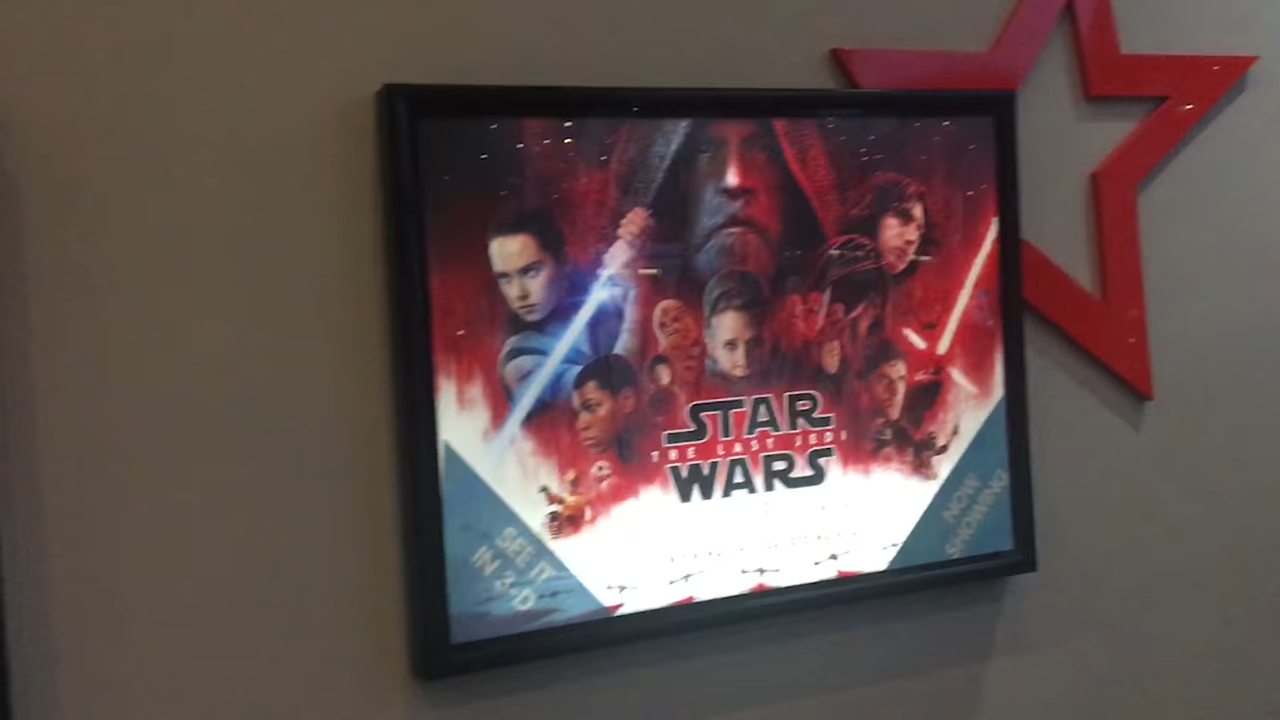 STAR
THE LAST JEDI
WARS
SEE IT
IN 3-D
NOW
SHOWING